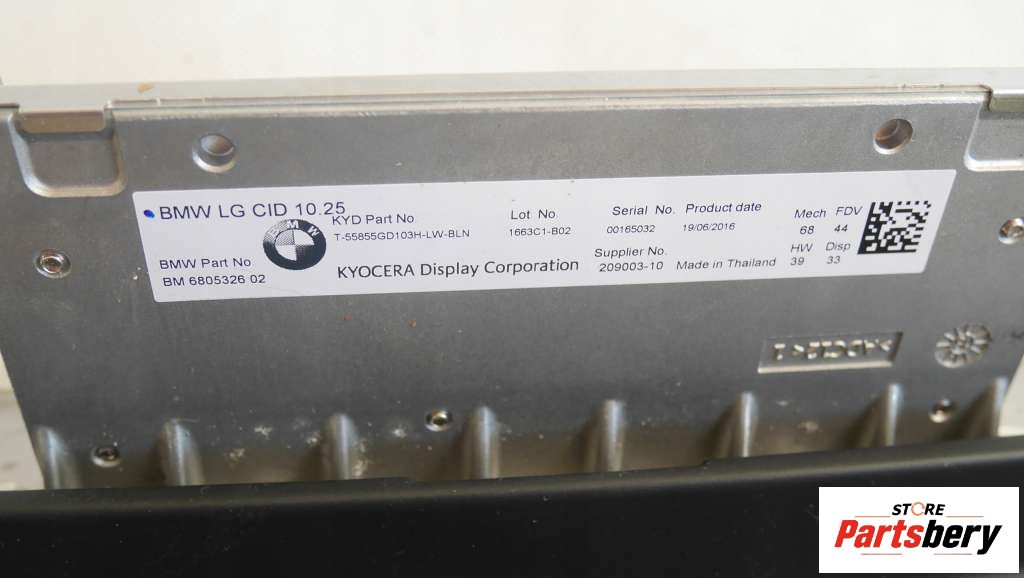 BMW LG CID 10.25
KYD Part No
T-55855GD103H-LW-BLN
Lot No.
1663C1-B02
Serial No.
00165032
Product date
19/06/2016
Mech FDV
68 44
HW Disp
39 33
BMW Part No.
BM 6805326 02
BMW
KYOCERA Display Corporation
Supplier No.
209003-10
Made in Thailand
STORE
Partsbery